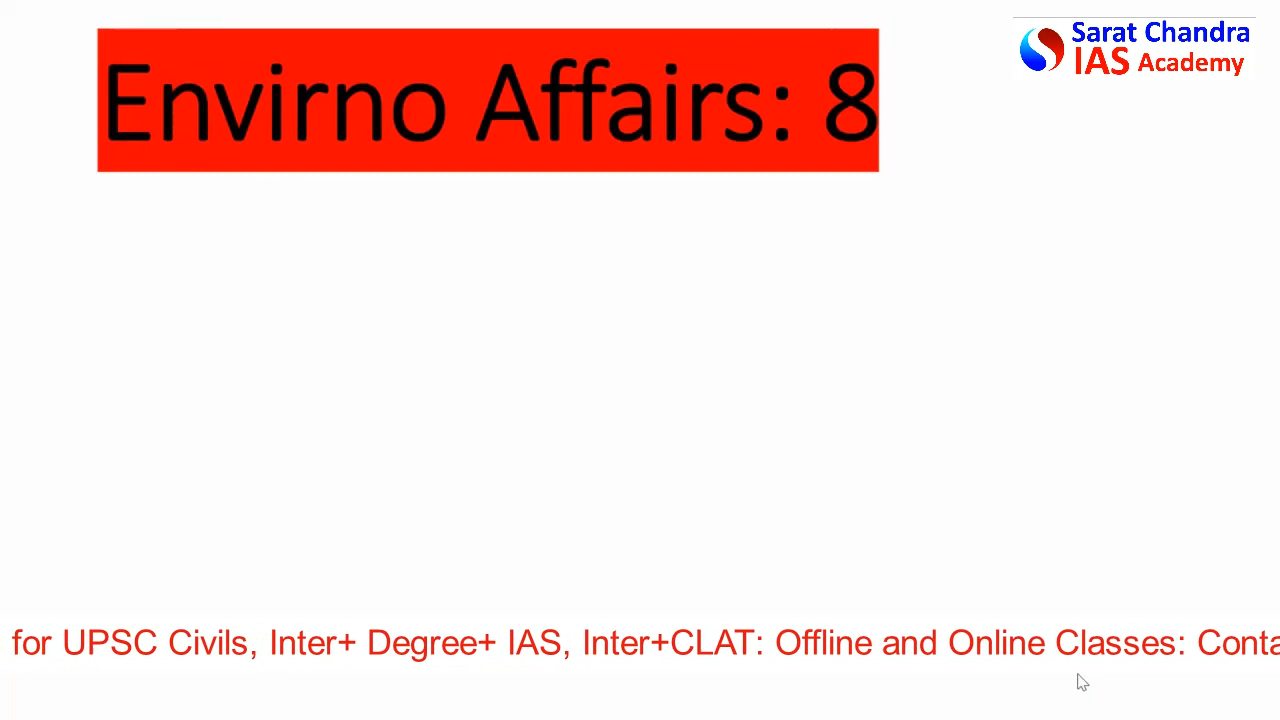 Envirno Affairs: 8
Sarat Chandra
IAS Academy
for UPSC Civils, Inter+ Degree+ IAS, Inter+CLAT: Offline and Online Classes: